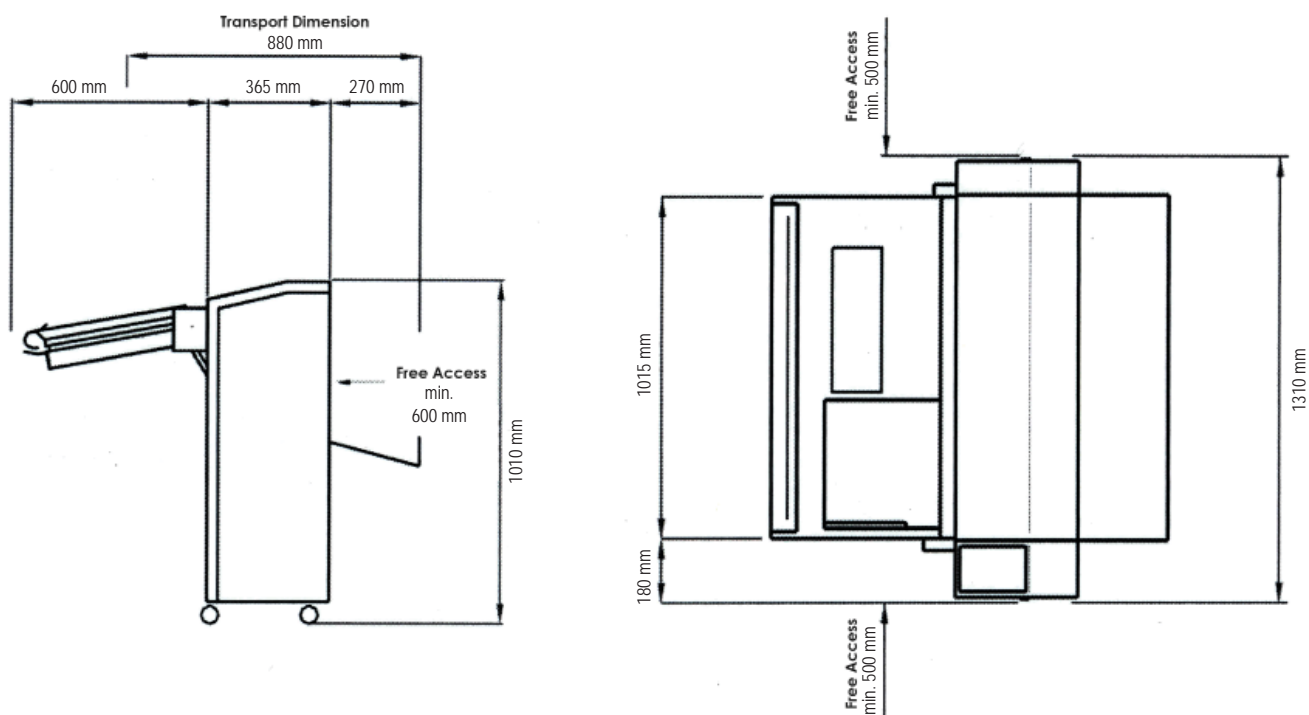 Transport Dimension
880 mm
600 mm
365 mm
270 mm
Free Access
min.
600 mm
1010 mm
Free Access
min. 500 mm
1015 mm
180 mm
1310 mm
Free Access
min. 500 mm